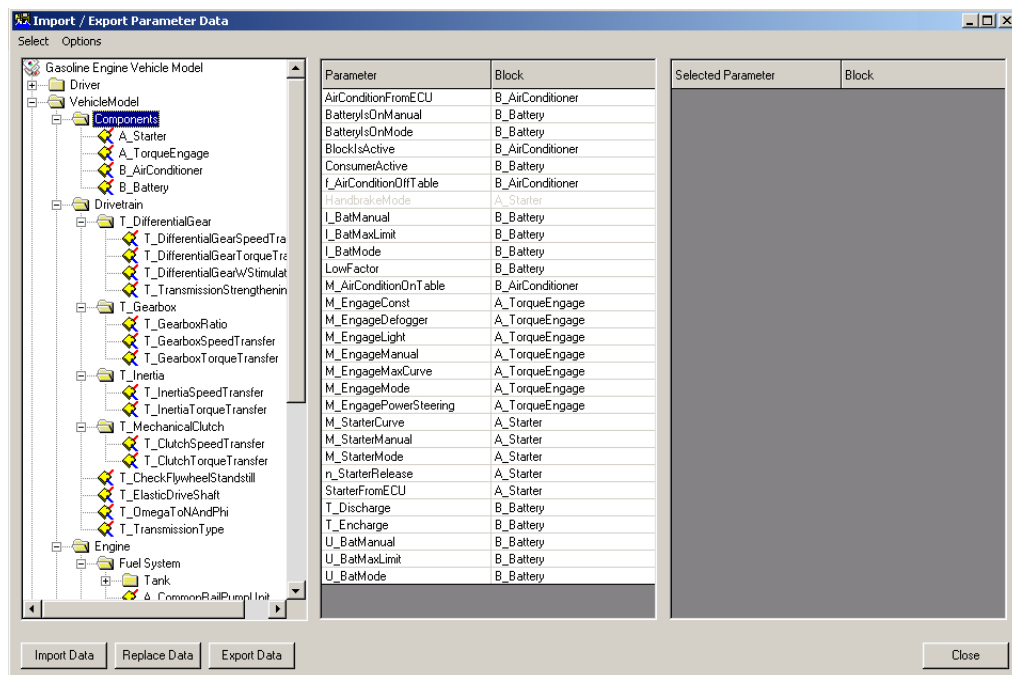 Import / Export Parameter Data
Select Options
Gasoline Engine Vehicle Model
Driver
VehicleModel
Components
A_Starter
A_TorqueEngage
B_AirConditioner
B_Battery
Drivetrain
T_DifferentialGear
T_DifferentialGearSpeedTra
T_DifferentialGearTorqueTra
T_DifferentialGearWStimulat
T_TransmissionStrengthenin
T_Gearbox
T_GearboxRatio
T_GearboxSpeedTransfer
T_GearboxTorqueTransfer
T_Inertia
T_InertiaSpeedTransfer
T_InertiaTorqueTransfer
T_MechanicalClutch
T_ClutchSpeedTransfer
T_ClutchTorqueTransfer
T_CheckFlywheelStandstill
T_ElasticDriveShaft
T_OmegaToNAndPhi
T_TransmissionType
Engine
Fuel System
Tank
A_CommonRailPumpUnit
Parameter Block
AirConditionFromECU B_AirConditioner
BatteryIsOnManual B_Battery
BatteryIsOnMode B_Battery
BlockIsActive B_AirConditioner
ConsumerActive B_Battery
f_AirConditionOffTable B_AirConditioner
HandbrakeMode A_Starter
I_BatManual B_Battery
I_BatMaxLimit B_Battery
I_BatMode B_Battery
LowFactor B_Battery
M_AirConditionOnTable B_AirConditioner
M_EngageConst A_TorqueEngage
M_EngageDefogger A_TorqueEngage
M_EngageLight A_TorqueEngage
M_EngageManual A_TorqueEngage
M_EngageMaxCurve A_TorqueEngage
M_EngageMode A_TorqueEngage
M_EngagePowerSteering A_TorqueEngage
M_StarterCurve A_Starter
M_StarterManual A_Starter
M_StarterMode A_Starter
n_StarterRelease A_Starter
StarterFromECU A_Starter
T_Discharge B_Battery
T_Encharge B_Battery
U_BatManual B_Battery
U_BatMaxLimit B_Battery
U_BatMode B_Battery
Selected Parameter Block
Import Data Replace Data Export Data Close